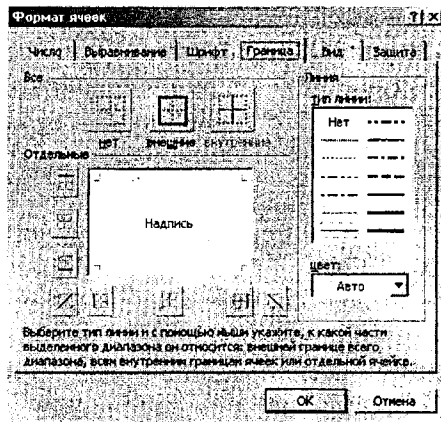 Формат ячеек
Число Выравнивание Шрифт Граница Вид Защита
Все
Линия
тип линии:
Нет
нет внешние внутренние
Отдельные
Надпись
цвет:
Авто
Выберите тип линии и с помощью мыши укажите, к какой части
выделенного диапазона он относится: внешней границе всего
диапазона, всем внутренним границам ячеек или отдельной ячейке.
ОК Отмена